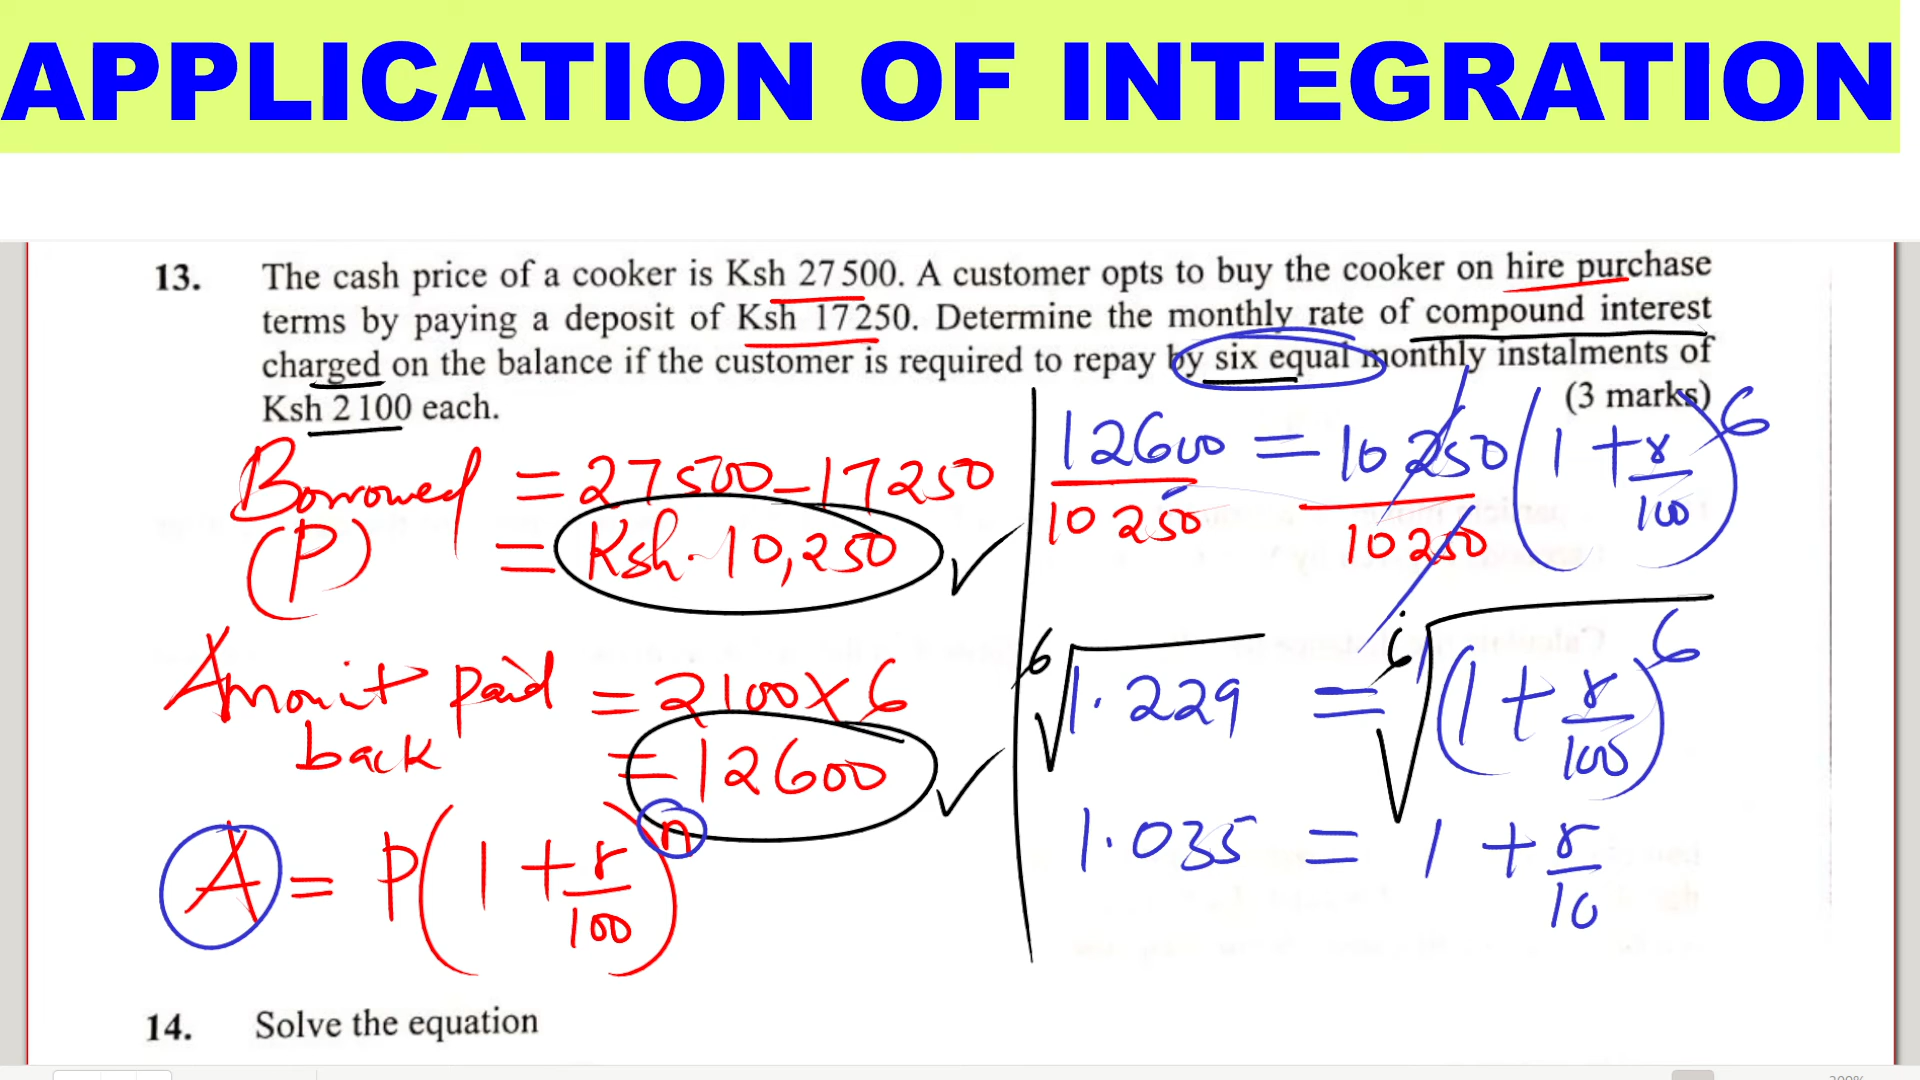 APPLICATION OF INTEGRATION
13. The cash price of a cooker is Ksh 27 500. A customer opts to buy the cooker on hire purchase
terms by paying a deposit of Ksh 17 250. Determine the monthly rate of compound interest
charged on the balance if the customer is required to repay by six equal monthly instalments of
Ksh 2 100 each. (3 marks)
Borrowed = 27500 - 17250
(P) = Ksh. 10,250
Amount paid = 2100 x 6
back = 12600
A = P(1 + r/100)^n
12600/10250 = 10250/10250 (1 + r/100)^6
6√1.229 = 6√(1 + r/100)^6
1.035 = 1 + r/10
14. Solve the equation
200%